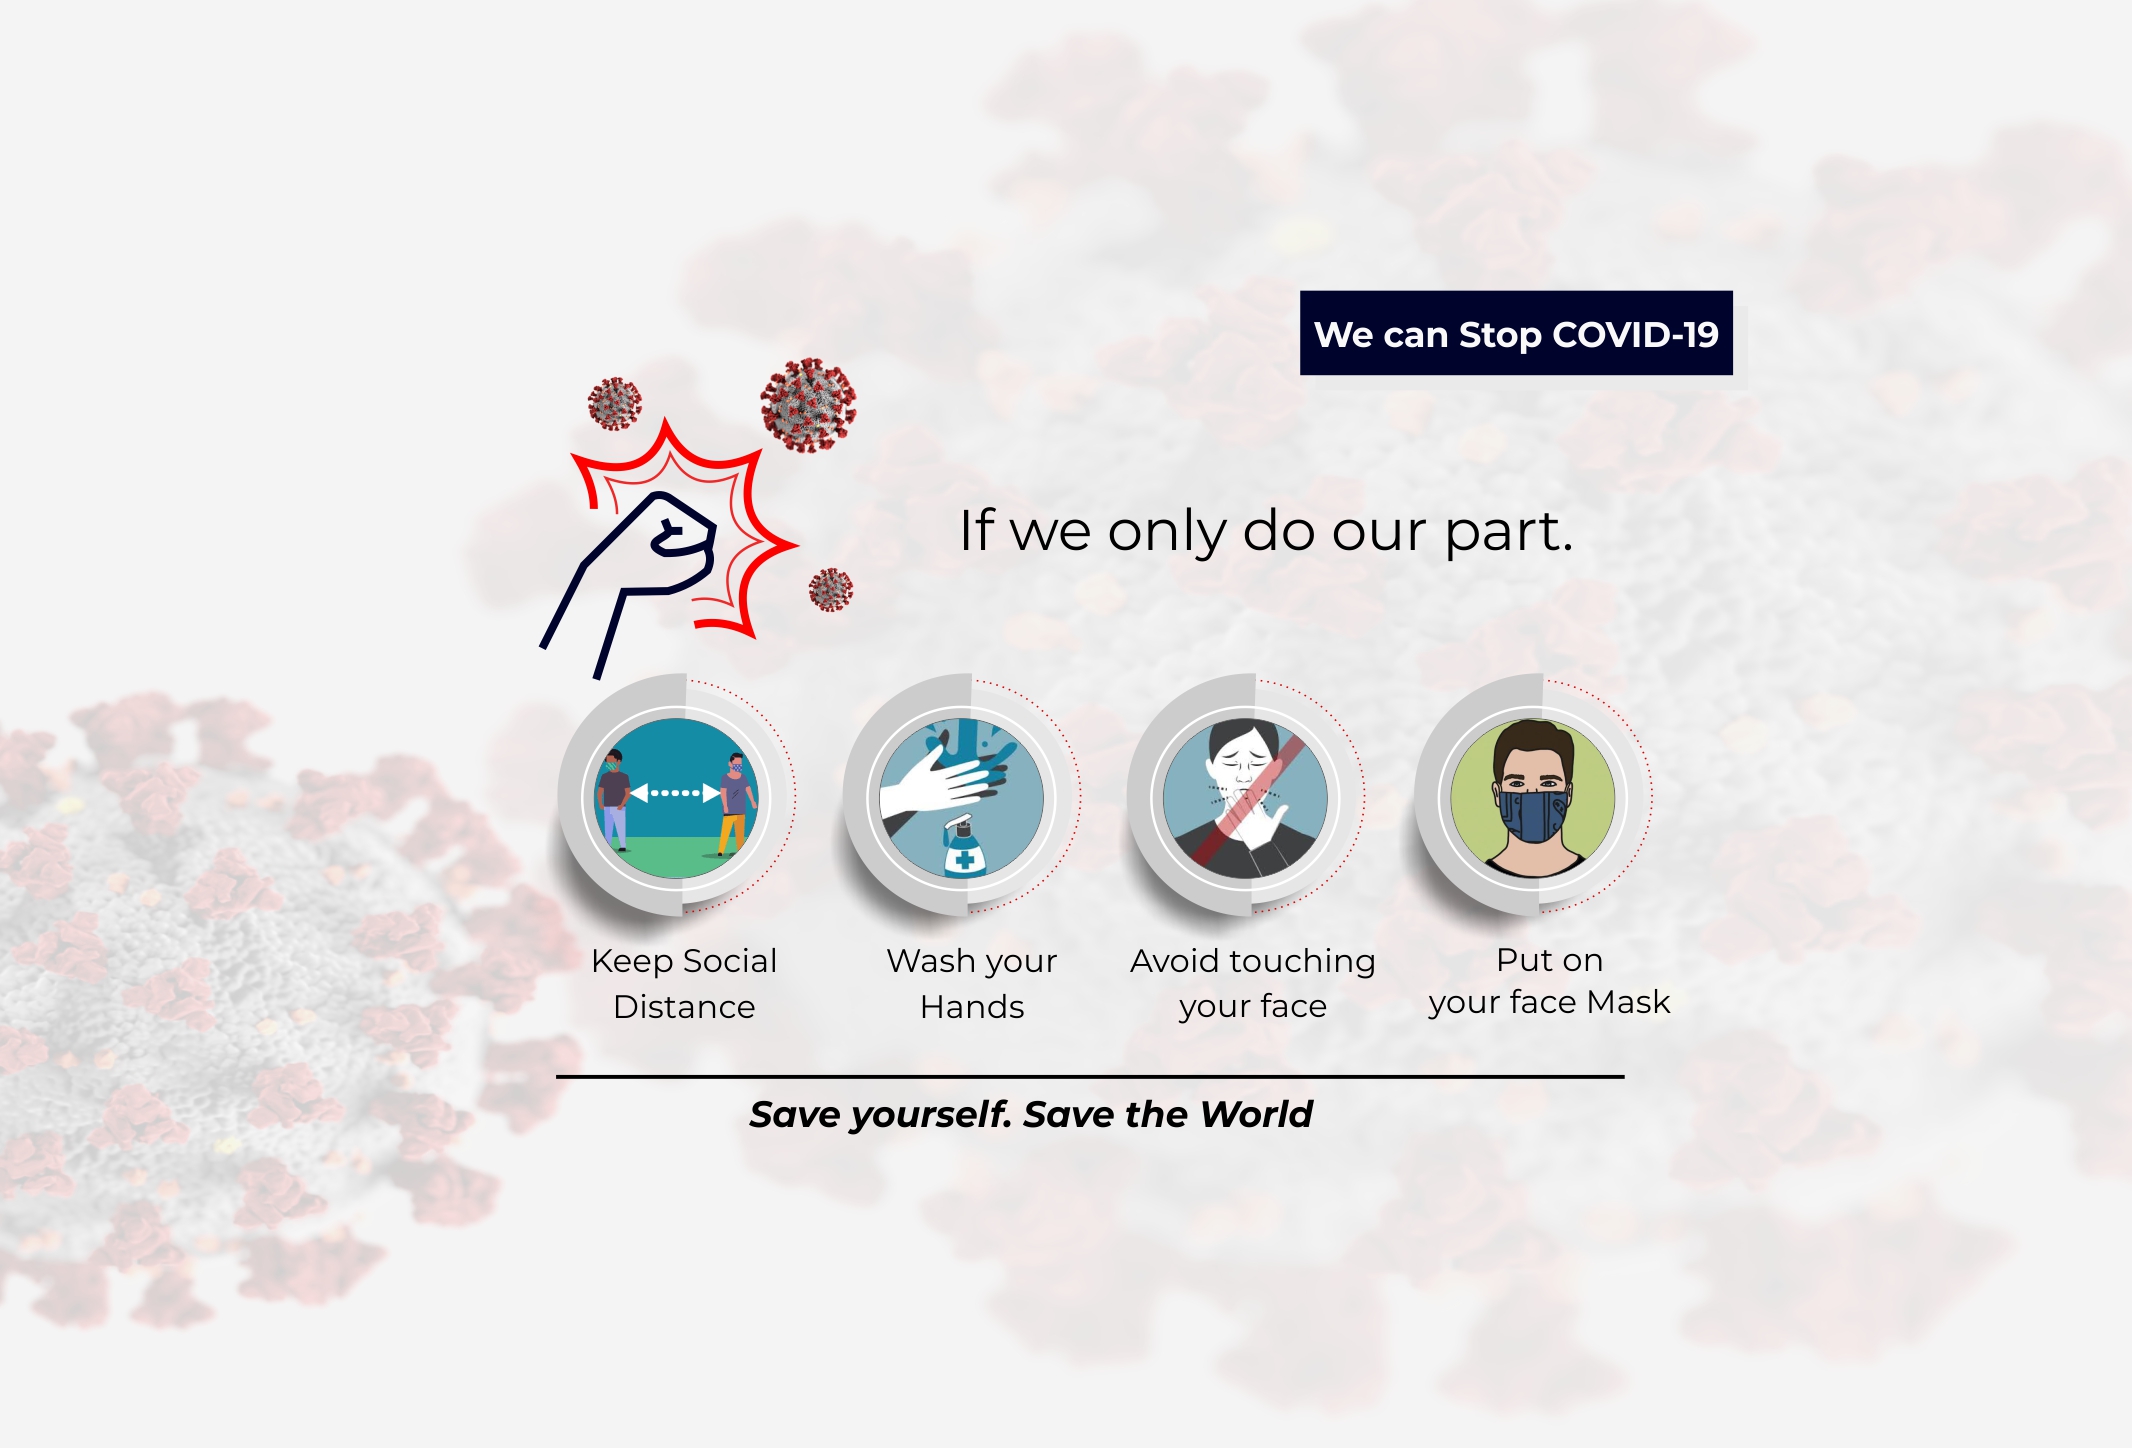 We can Stop COVID-19
If we only do our part.
Keep Social
Distance
Wash your
Hands
Avoid touching
your face
Put on
your face Mask
Save yourself. Save the World